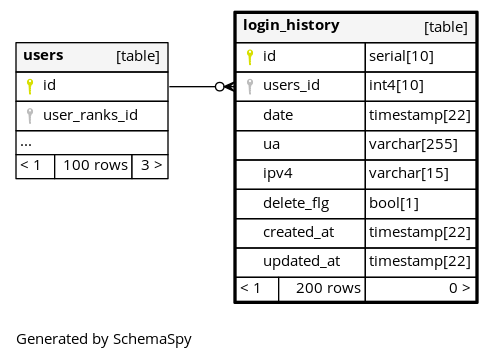 users [table]
id
user_ranks_id
...
< 1 100 rows 3 >
login_history [table]
id serial[10]
users_id int4[10]
date timestamp[22]
ua varchar[255]
ipv4 varchar[15]
delete_flg bool[1]
created_at timestamp[22]
updated_at timestamp[22]
< 1 200 rows 0 >
Generated by SchemaSpy